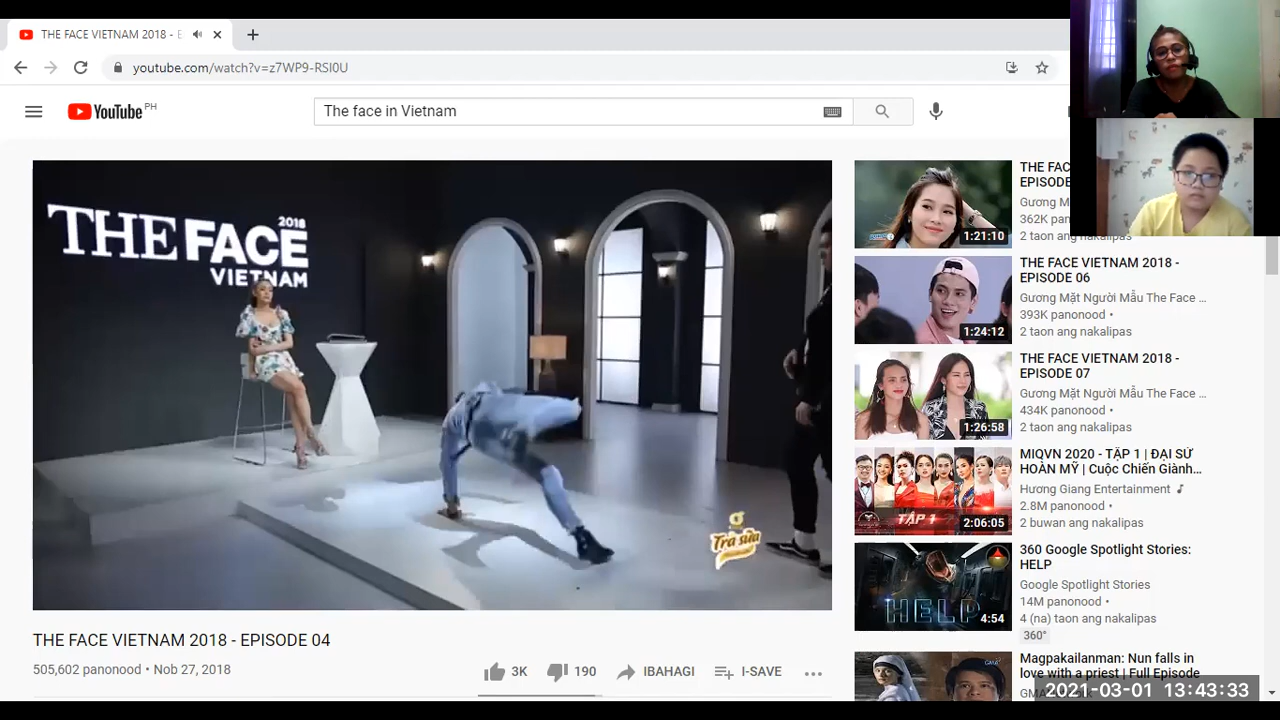 THE FACE VIETNAM 2018 - E
youtube.com/watch?v=z7WP9-RSI0U
YouTube PH
The face in Vietnam
THE FACE
2018
VIETNAM
Trà sữa
THE FACE VIETNAM 2018 - EPISODE 04
505,602 panonood • Nob 27, 2018
3K
190
IBAHAGI
I-SAVE
THE FAC
EPISODE
Gương M
362K pan
2 taon ang nakalipas
1:21:10
THE FACE VIETNAM 2018 -
EPISODE 06
Gương Mặt Người Mẫu The Face ...
393K panonood •
2 taon ang nakalipas
1:24:12
THE FACE VIETNAM 2018 -
EPISODE 07
Gương Mặt Người Mẫu The Face ...
434K panonood •
2 taon ang nakalipas
1:26:58
MIQVN 2020 - TẬP 1 | ĐẠI SỨ
HOÀN MỸ | Cuộc Chiến Giành...
Hương Giang Entertainment
2.8M panonood •
2 buwan ang nakalipas
TẬP 1
2:06:05
360 Google Spotlight Stories:
HELP
Google Spotlight Stories
14M panonood •
4 (na) taon ang nakalipas
360°
HELP
4:54
Magpakailanman: Nun falls in
love with a priest | Full Episode
GMA
2021-03-01 13:43:33